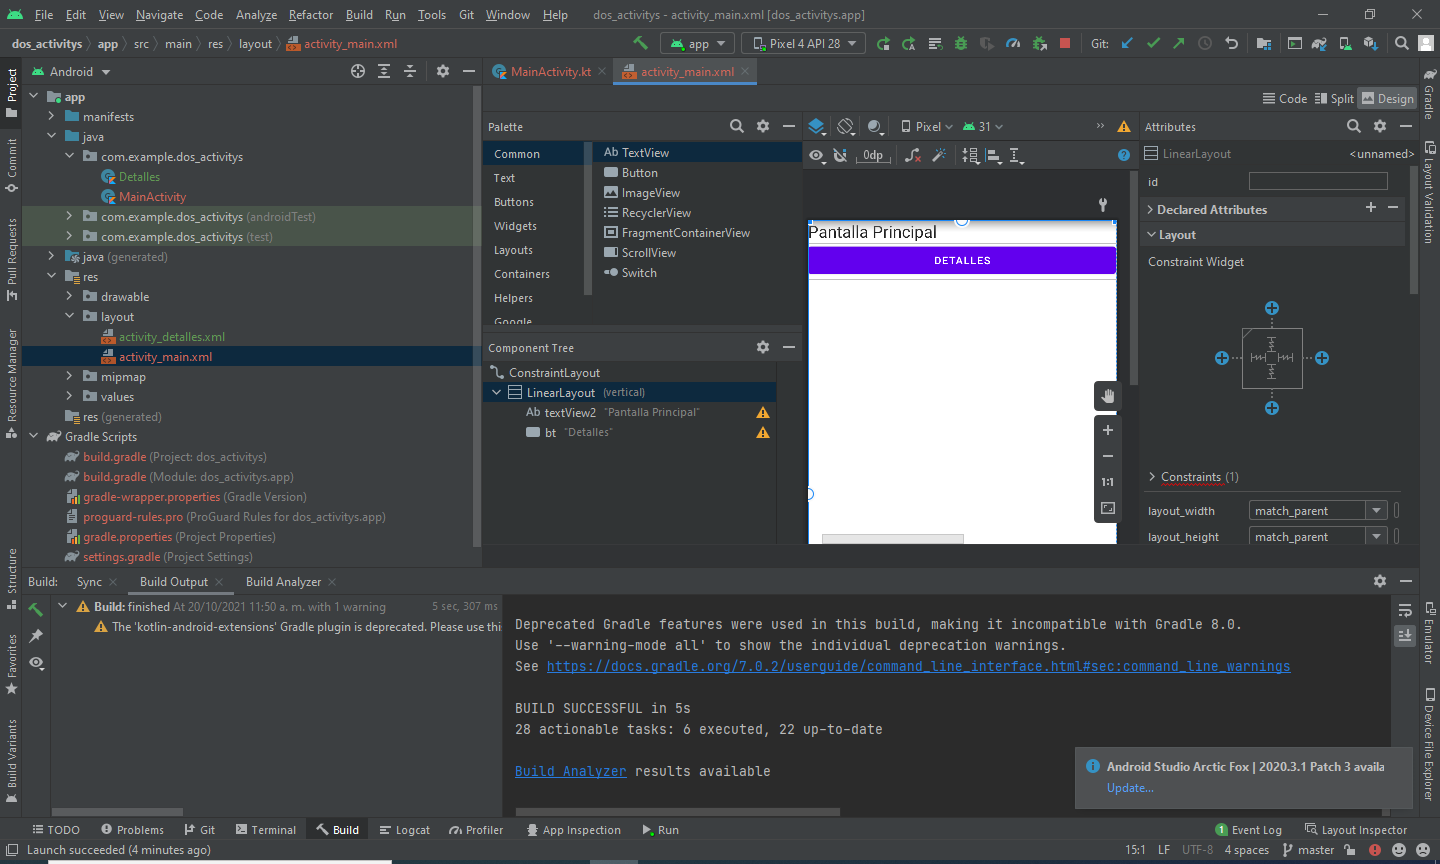 File Edit View Navigate Code Analyze Refactor Build Run Tools Git Window Help dos_activitys - activity_main.xml [dos_activitys.app]
dos_activitys app src main res layout activity_main.xml app Pixel 4 API 28 Git:
Project
Commit
Pull Requests
Resource Manager
Structure
Favorites
Build Variants
Android
app
manifests
java
com.example.dos_activitys
Detalles
MainActivity
com.example.dos_activitys (androidTest)
com.example.dos_activitys (test)
java (generated)
res
drawable
layout
activity_detalles.xml
activity_main.xml
mipmap
values
res (generated)
Gradle Scripts
build.gradle (Project: dos_activitys)
build.gradle (Module: dos_activitys.app)
gradle-wrapper.properties (Gradle Version)
proguard-rules.pro (ProGuard Rules for dos_activitys.app)
gradle.properties (Project Properties)
settings.gradle (Project Settings)
MainActivity.kt activity_main.xml
Code Split Design
Palette
Common
Text
Buttons
Widgets
Layouts
Containers
Helpers
Google
Ab TextView
Button
ImageView
RecyclerView
FragmentContainerView
ScrollView
Switch
Component Tree
ConstraintLayout
LinearLayout (vertical)
Ab textView2 "Pantalla Principal"
bt "Detalles"
Pixel 31 »
0dp
Pantalla Principal
DETALLES
1:1
Attributes
LinearLayout <unnamed>
id
Declared Attributes
Layout
Constraint Widget
Constraints (1)
layout_width match_parent
layout_height match_parent
Gradle
Layout Validation
Emulator
Device File Explorer
Build: Sync Build Output Build Analyzer
Build: finished At 20/10/2021 11:50 a. m. with 1 warning 5 sec, 307 ms
The 'kotlin-android-extensions' Gradle plugin is deprecated. Please use this
Deprecated Gradle features were used in this build, making it incompatible with Gradle 8.0.
Use '--warning-mode all' to show the individual deprecation warnings.
See https://docs.gradle.org/7.0.2/userguide/command_line_interface.html#sec:command_line_warnings
BUILD SUCCESSFUL in 5s
28 actionable tasks: 6 executed, 22 up-to-date
Build Analyzer results available
Android Studio Arctic Fox | 2020.3.1 Patch 3 availa
Update...
TODO Problems Git Terminal Build Logcat Profiler App Inspection Run 1 Event Log Layout Inspector
Launch succeeded (4 minutes ago) 15:1 LF UTF-8 4 spaces master